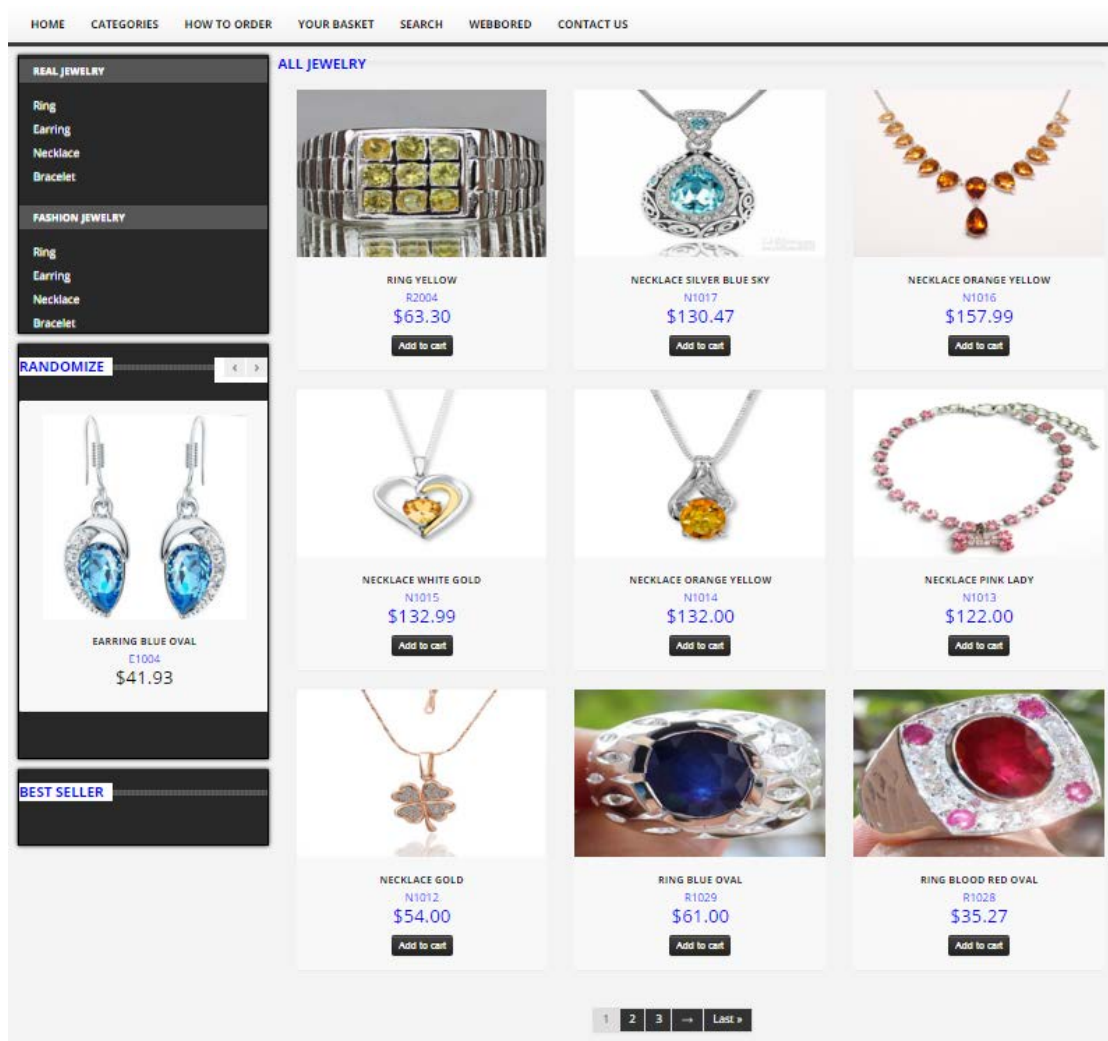 HOME CATEGORIES HOW TO ORDER YOUR BASKET SEARCH WEBBORED CONTACT US
REAL JEWELRY
Ring
Earring
Necklace
Bracelet
FASHION JEWELRY
Ring
Earring
Necklace
Bracelet
RANDOMIZE ‹ ›
EARRING BLUE OVAL
E1004
$41.93
BEST SELLER
ALL JEWELRY
RING YELLOW
R2004
$63.30
Add to cart
NECKLACE SILVER BLUE SKY
N1017
$130.47
Add to cart
NECKLACE ORANGE YELLOW
N1016
$157.99
Add to cart
NECKLACE WHITE GOLD
N1015
$132.99
Add to cart
NECKLACE ORANGE YELLOW
N1014
$132.00
Add to cart
NECKLACE PINK LADY
N1013
$122.00
Add to cart
NECKLACE GOLD
N1012
$54.00
Add to cart
RING BLUE OVAL
R1029
$61.00
Add to cart
RING BLOOD RED OVAL
R1028
$35.27
Add to cart
1 2 3 → Last »